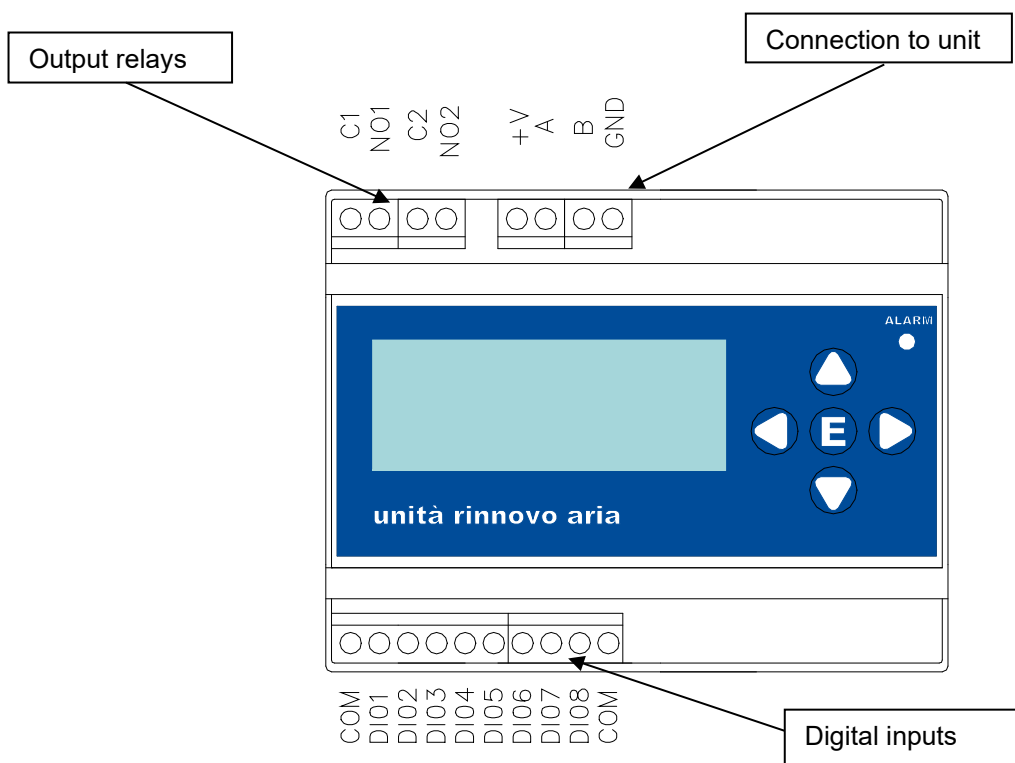 Output relays
Connection to unit
C1
NO1
C2
NO2
+V
A
B
GND
ALARM
E
unità rinnovo aria
COM
DI01
DI02
DI03
DI04
DI05
DI06
DI07
DI08
COM
Digital inputs